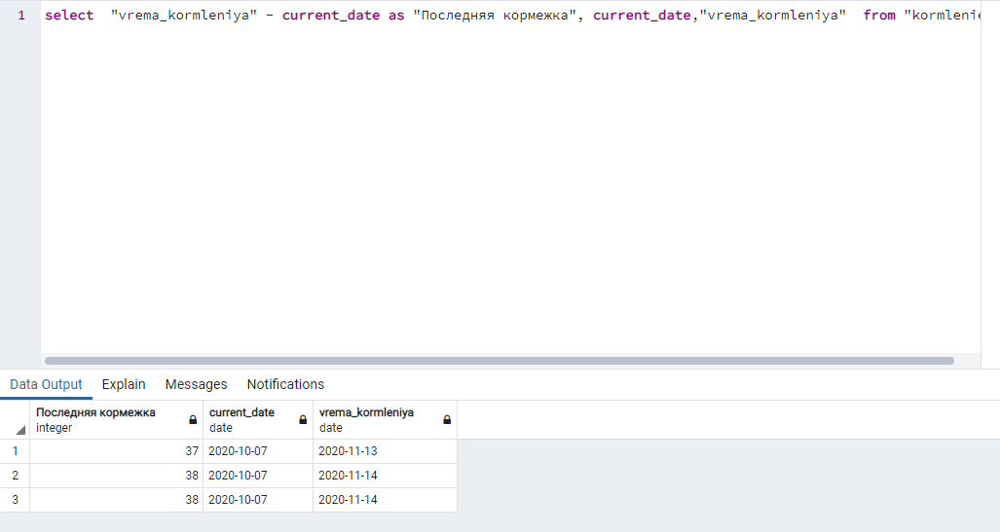 1 select "vrema_kormleniya" - current_date as "Последняя кормежка", current_date,"vrema_kormleniya" from "kormlenie
Data Output Explain Messages Notifications
Последняя кормежка current_date vrema_kormleniya
integer date date
1 37 2020-10-07 2020-11-13
2 38 2020-10-07 2020-11-14
3 38 2020-10-07 2020-11-14